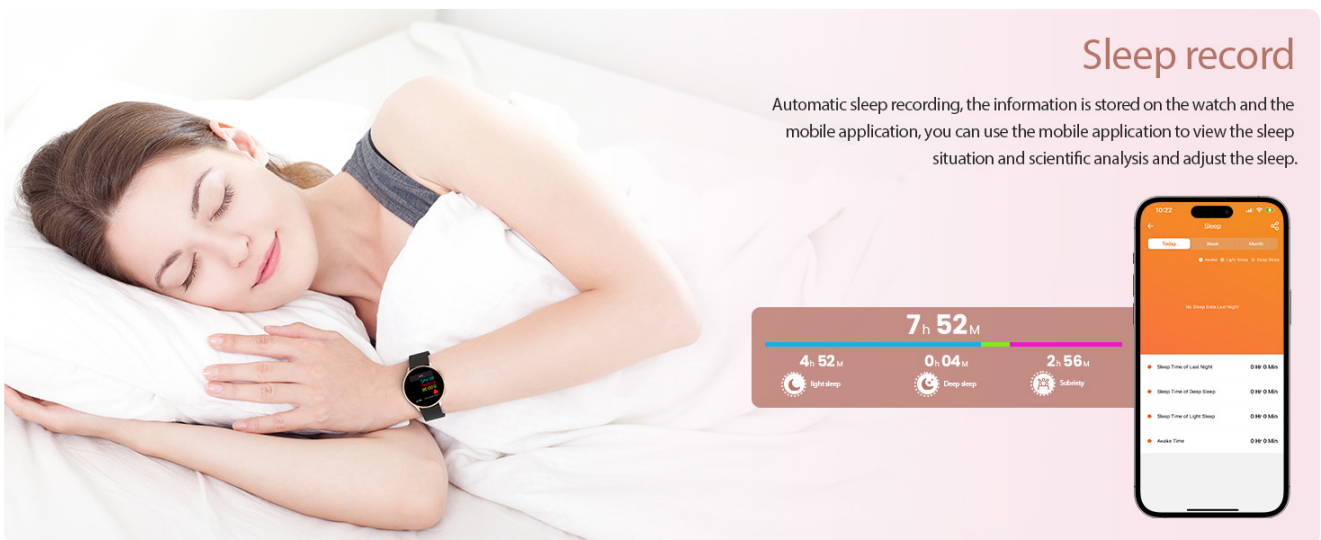 Sleep record
Automatic sleep recording, the information is stored on the watch and the
mobile application, you can use the mobile application to view the sleep
situation and scientific analysis and adjust the sleep.
7h 52M
4h 52M
0h 04M
2h 56M
light sleep
Deep sleep
Sobriety
10:22
Sleep
Today
Week
Month
Awake
Light Sleep
Deep Sleep
No Sleep Data Last Night
Sleep Time of Last Night
0 Hr 0 Min
Sleep Time of Deep Sleep
0 Hr 0 Min
Sleep Time of Light Sleep
0 Hr 0 Min
Awake Time
0 Hr 0 Min